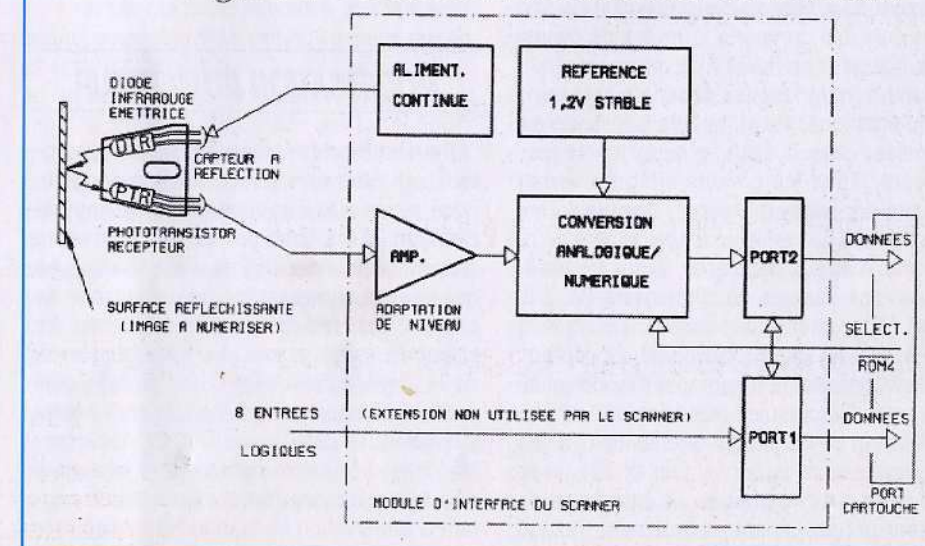 ALIMENT.
CONTINUE
REFERENCE
1,2V STABLE
DIODE
INFRAROUGE
EMETTRICE
DIR
CAPTEUR A
REFLECTION
PTR
PHOTOTRANSISTOR
RECEPTEUR
AMP.
CONVERSION
ANALOGIQUE/
NUMERIQUE
PORT2
DONNEES
SURFACE REFLECHISSANTE
(IMAGE A NUMERISER)
ADAPTATION
DE NIVEAU
SELECT.
ROM4
8 ENTREES
LOGIQUES
(EXTENSION NON UTILISEE PAR LE SCANNER)
PORT1
DONNEES
MODULE D'INTERFACE DU SCANNER
PORT
CARTOUCHE